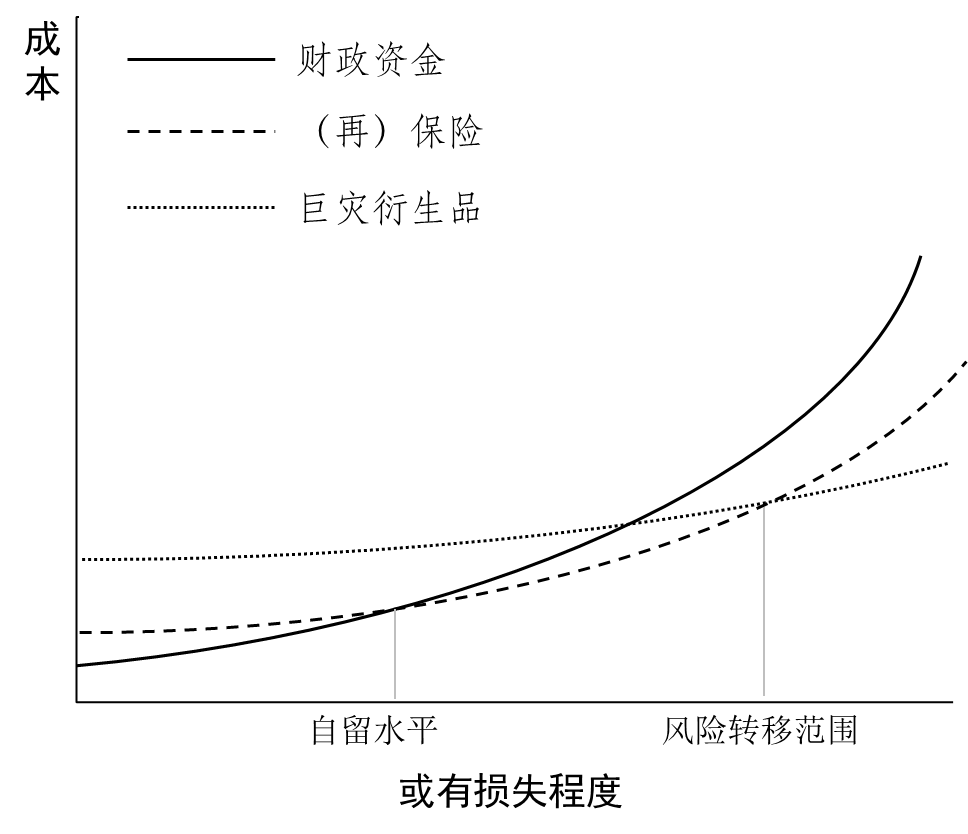 成本
财政资金
（再）保险
巨灾衍生品
自留水平
风险转移范围
或有损失程度